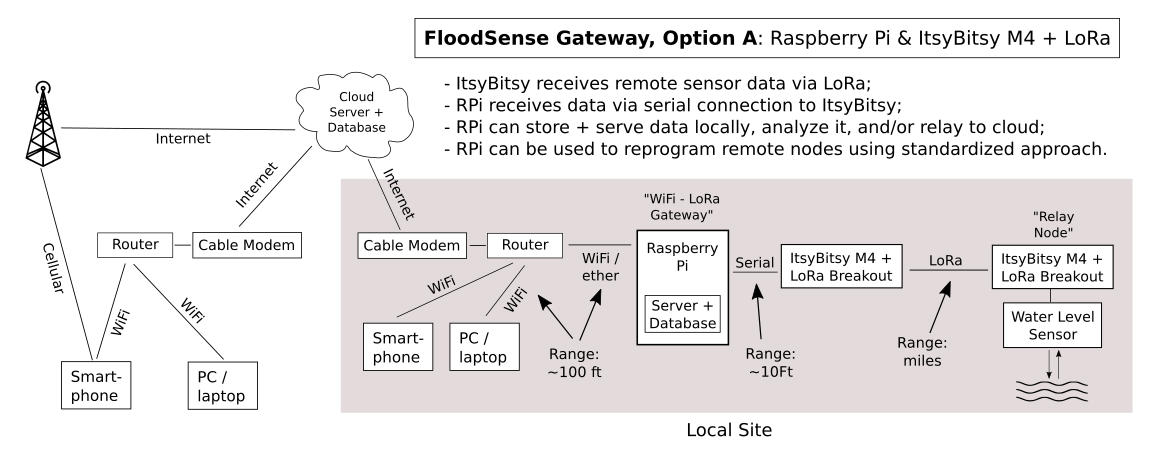 FloodSense Gateway, Option A: Raspberry Pi & ItsyBitsy M4 + LoRa
- ItsyBitsy receives remote sensor data via LoRa;
- RPi receives data via serial connection to ItsyBitsy;
- RPi can store + serve data locally, analyze it, and/or relay to cloud;
- RPi can be used to reprogram remote nodes using standardized approach.
Cloud
Server +
Database
Internet
Internet
Internet
Cellular
Router
Cable Modem
WiFi
WiFi
Smart-
phone
PC /
laptop
Cable Modem
Router
WiFi
WiFi
Smart-
phone
PC /
laptop
WiFi /
ether
Range:
~100 ft
"WiFi - LoRa
Gateway"
Raspberry
Pi
Server +
Database
Serial
Range:
~10Ft
ItsyBitsy M4 +
LoRa Breakout
LoRa
Range:
miles
"Relay
Node"
ItsyBitsy M4 +
LoRa Breakout
Water Level
Sensor
Local Site